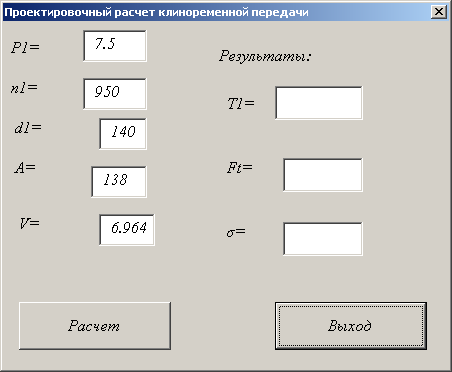 Проектировочный расчет клиноременной передачи
P1= 7.5
Результаты:
n1= 950
T1=
d1= 140
A= 138
Ft=
V= 6.964
σ=
Расчет Выход